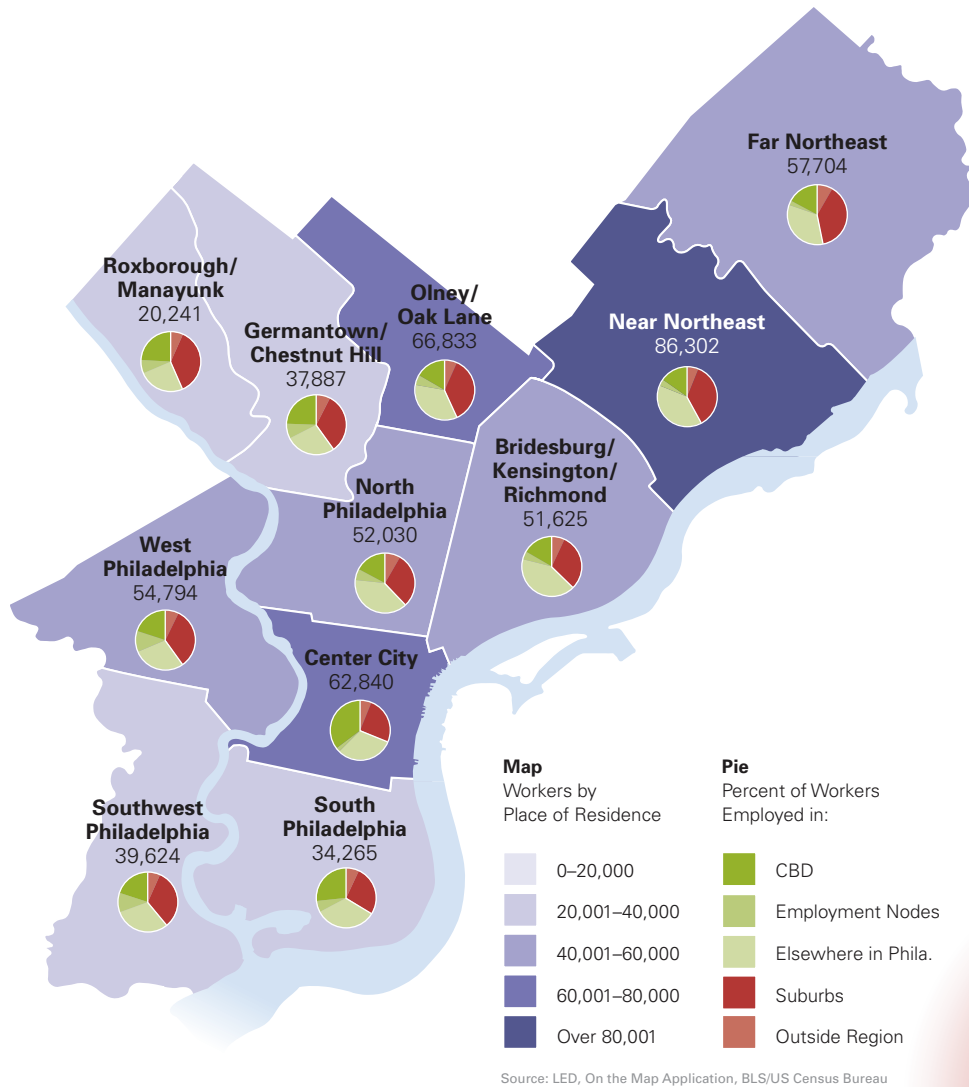 Far Northeast
57,704
Roxborough/
Manayunk
20,241
Germantown/
Chestnut Hill
37,887
Olney/
Oak Lane
66,833
Near Northeast
86,302
Bridesburg/
Kensington/
Richmond
51,625
North
Philadelphia
52,030
West
Philadelphia
54,794
Center City
62,840
Southwest
Philadelphia
39,624
South
Philadelphia
34,265
Map
Workers by
Place of Residence
0–20,000
20,001–40,000
40,001–60,000
60,001–80,000
Over 80,001
Pie
Percent of Workers
Employed in:
CBD
Employment Nodes
Elsewhere in Phila.
Suburbs
Outside Region
Source: LED, On the Map Application, BLS/US Census Bureau